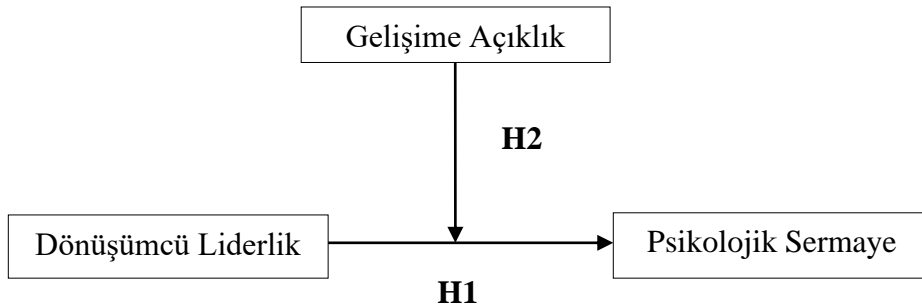 Gelişime Açıklık
H2
Dönüşümcü Liderlik
Psikolojik Sermaye
H1